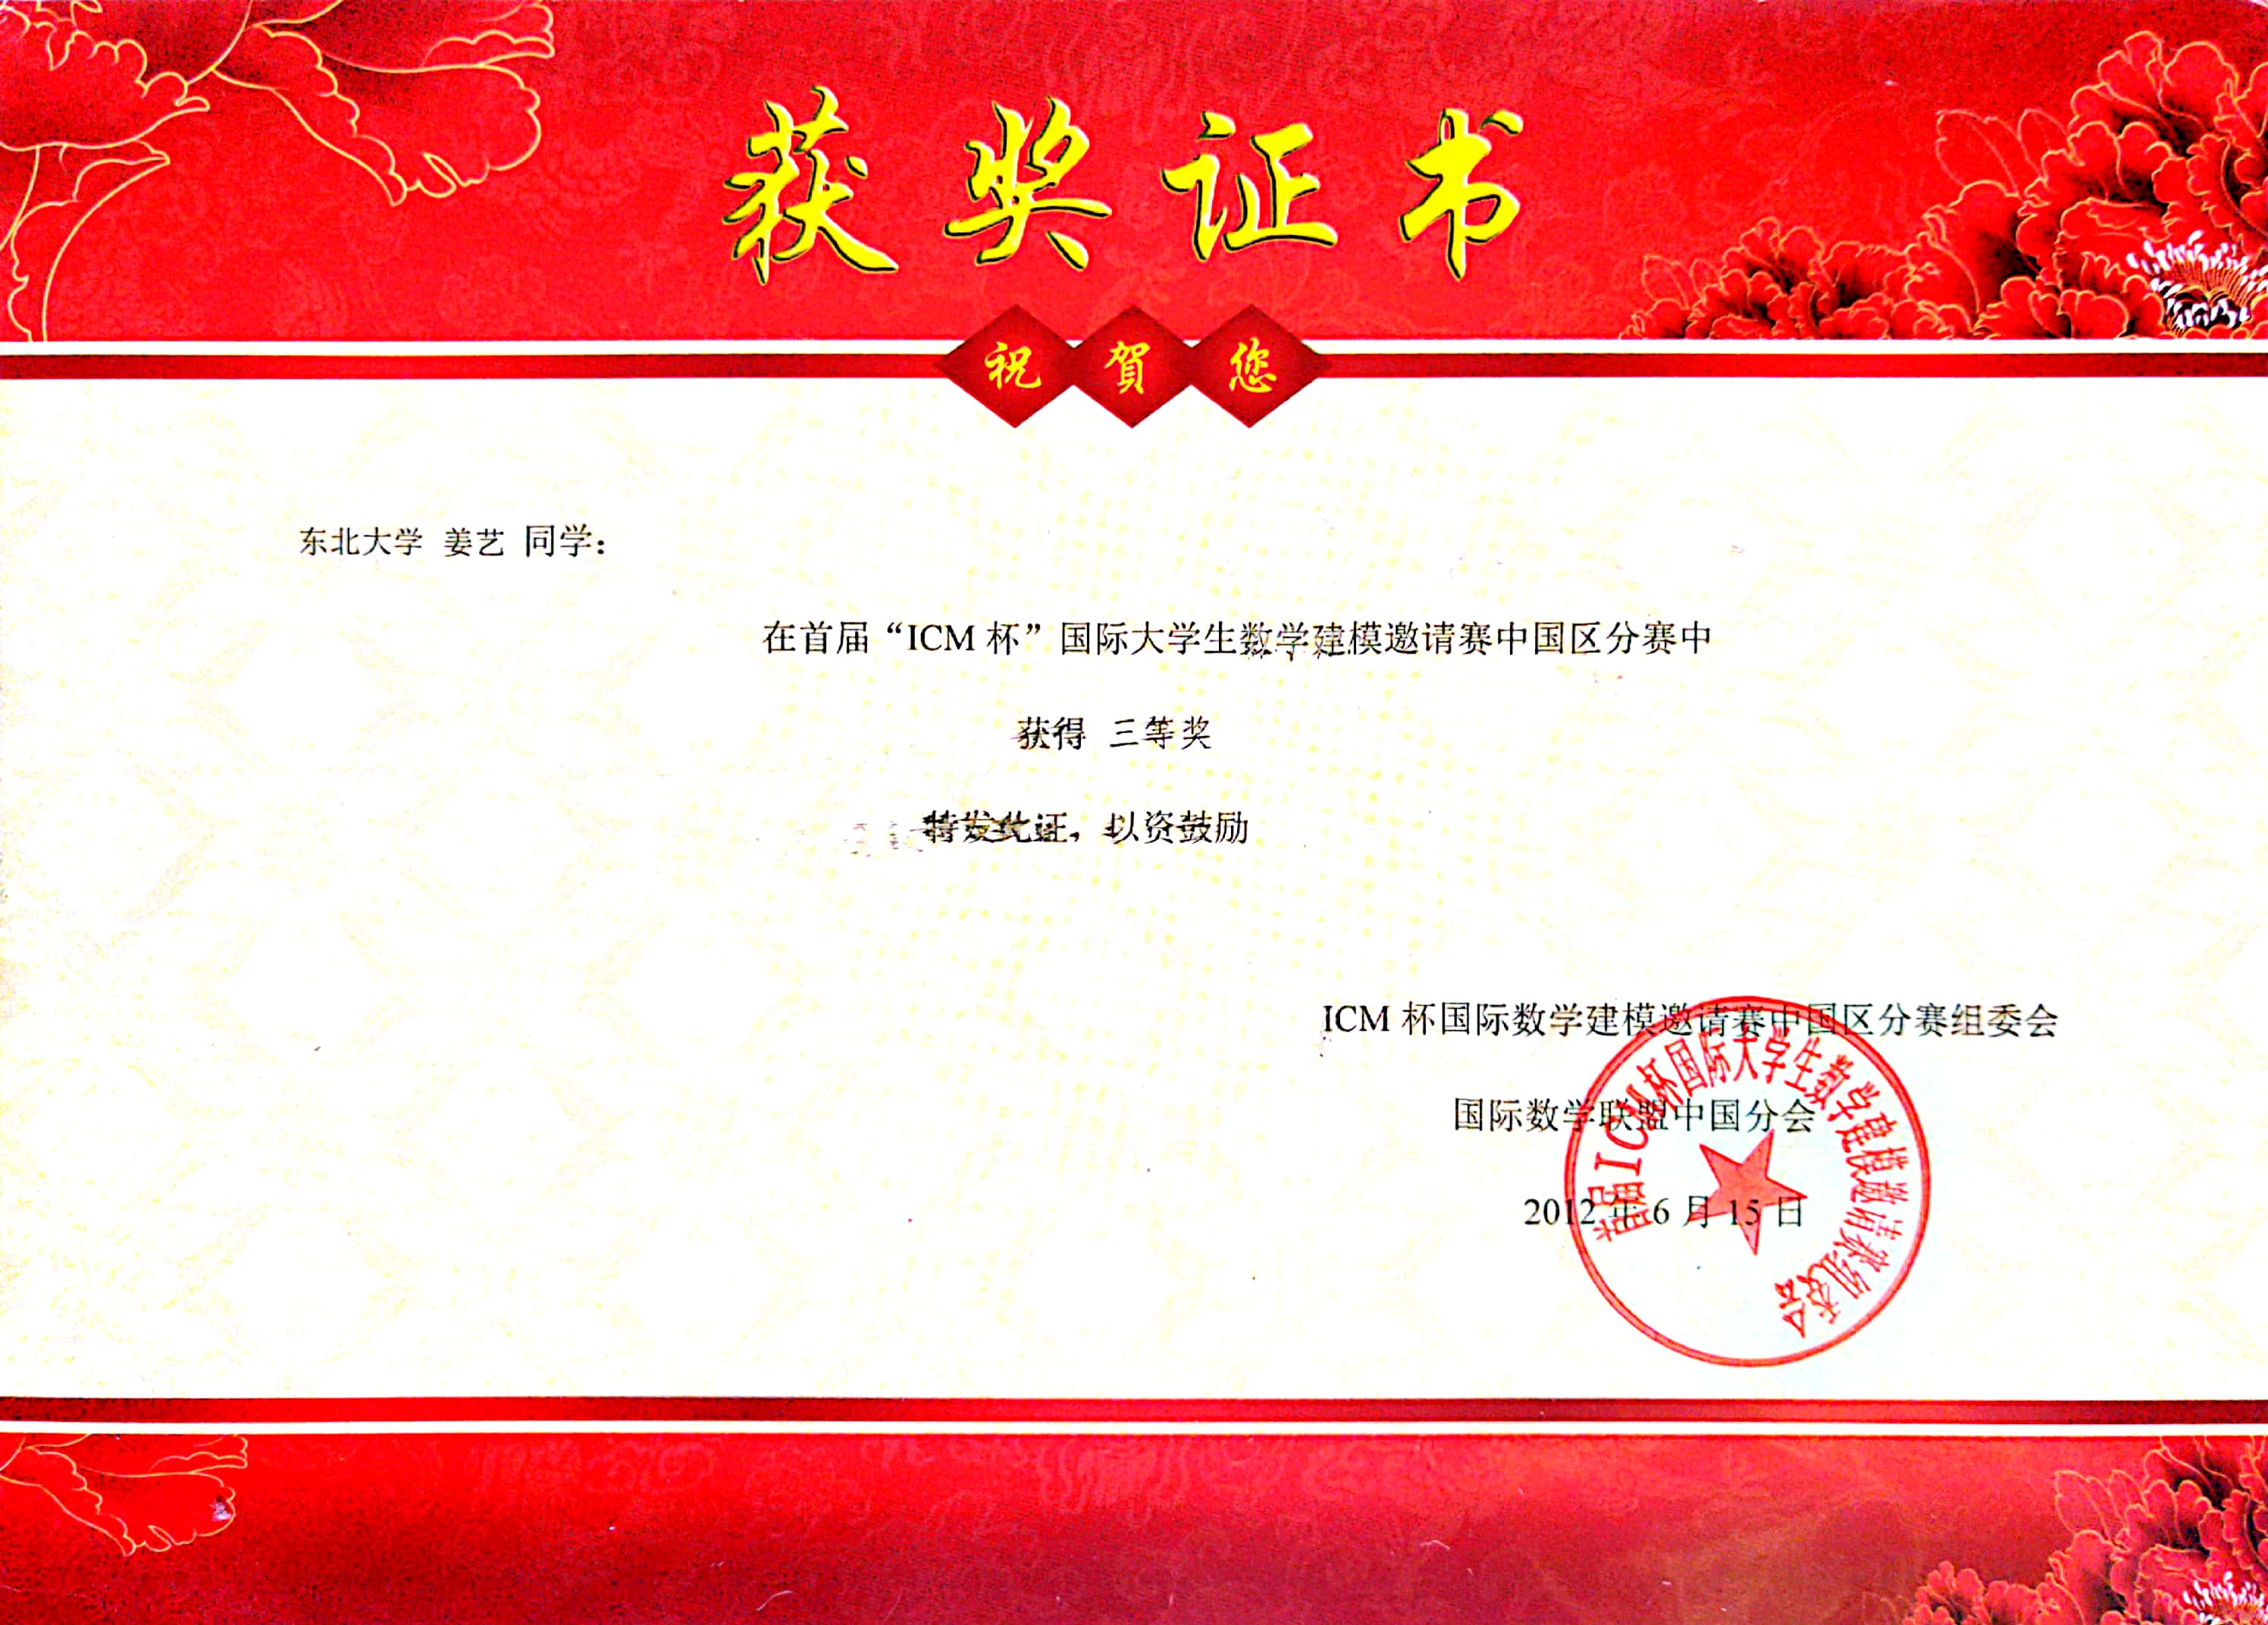 获奖证书
祝賀您
东北大学 姜艺 同学：
在首届“ICM 杯”国际大学生数学建模邀请赛中国区分赛中
获得 三等奖
特发此证，以资鼓励
ICM 杯国际数学建模邀请赛中国区分赛组委会
国际数学联盟中国分会
2012 年 6 月 15 日
首届ICM杯国际大学生数学建模邀请赛组委会